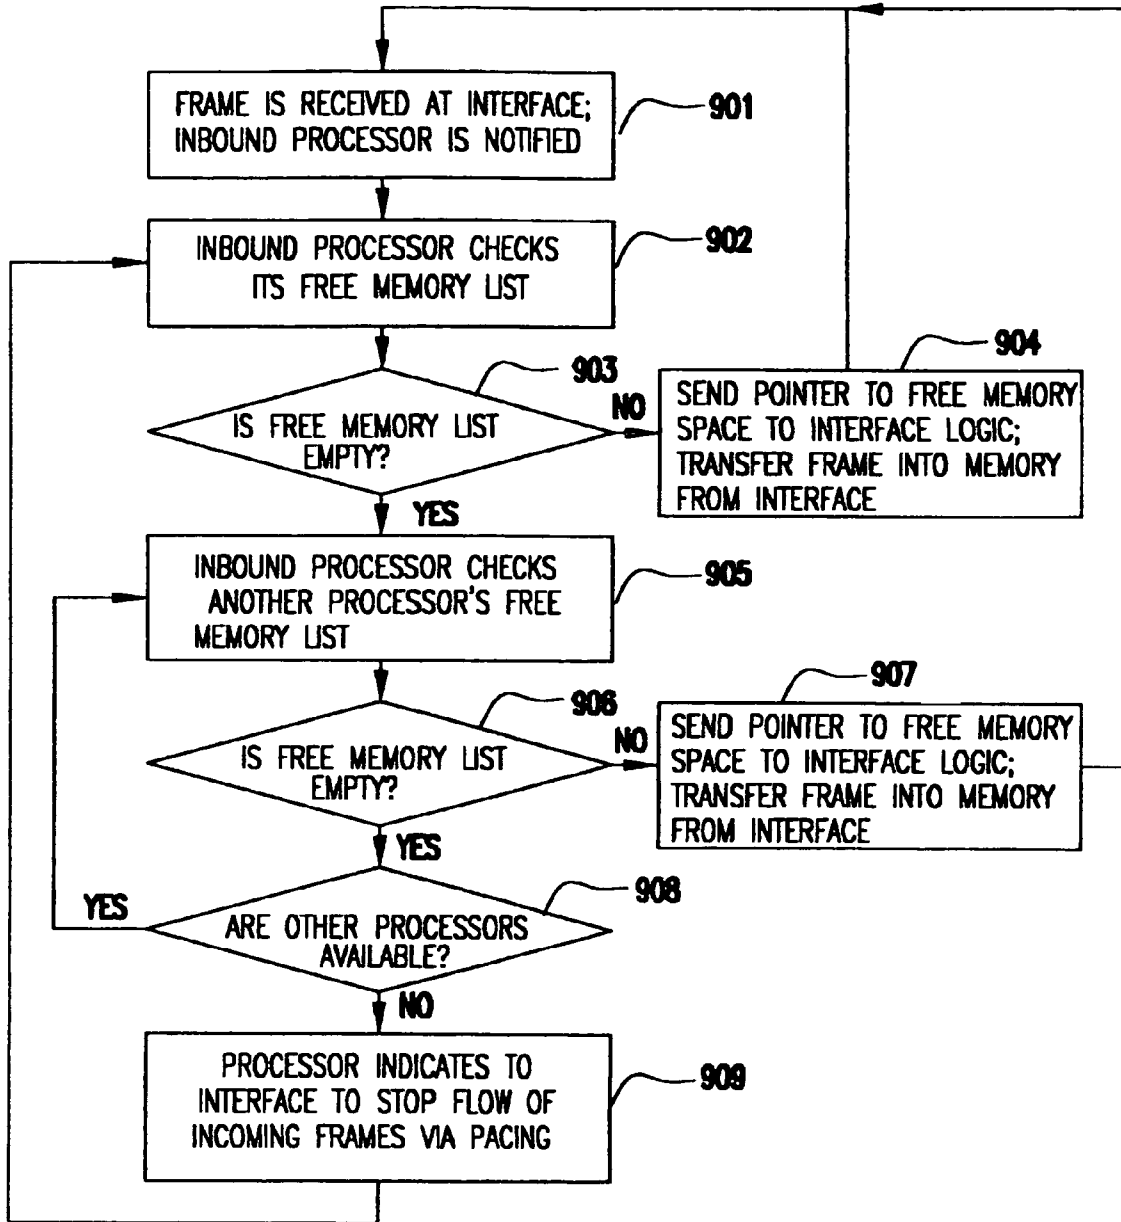 FRAME IS RECEIVED AT INTERFACE;
INBOUND PROCESSOR IS NOTIFIED
901
INBOUND PROCESSOR CHECKS
ITS FREE MEMORY LIST
902
903
IS FREE MEMORY LIST
EMPTY?
NO
YES
904
SEND POINTER TO FREE MEMORY
SPACE TO INTERFACE LOGIC;
TRANSFER FRAME INTO MEMORY
FROM INTERFACE
INBOUND PROCESSOR CHECKS
ANOTHER PROCESSOR'S FREE
MEMORY LIST
905
906
IS FREE MEMORY LIST
EMPTY?
NO
YES
907
SEND POINTER TO FREE MEMORY
SPACE TO INTERFACE LOGIC;
TRANSFER FRAME INTO MEMORY
FROM INTERFACE
908
YES
ARE OTHER PROCESSORS
AVAILABLE?
NO
PROCESSOR INDICATES TO
INTERFACE TO STOP FLOW OF
INCOMING FRAMES VIA PACING
909